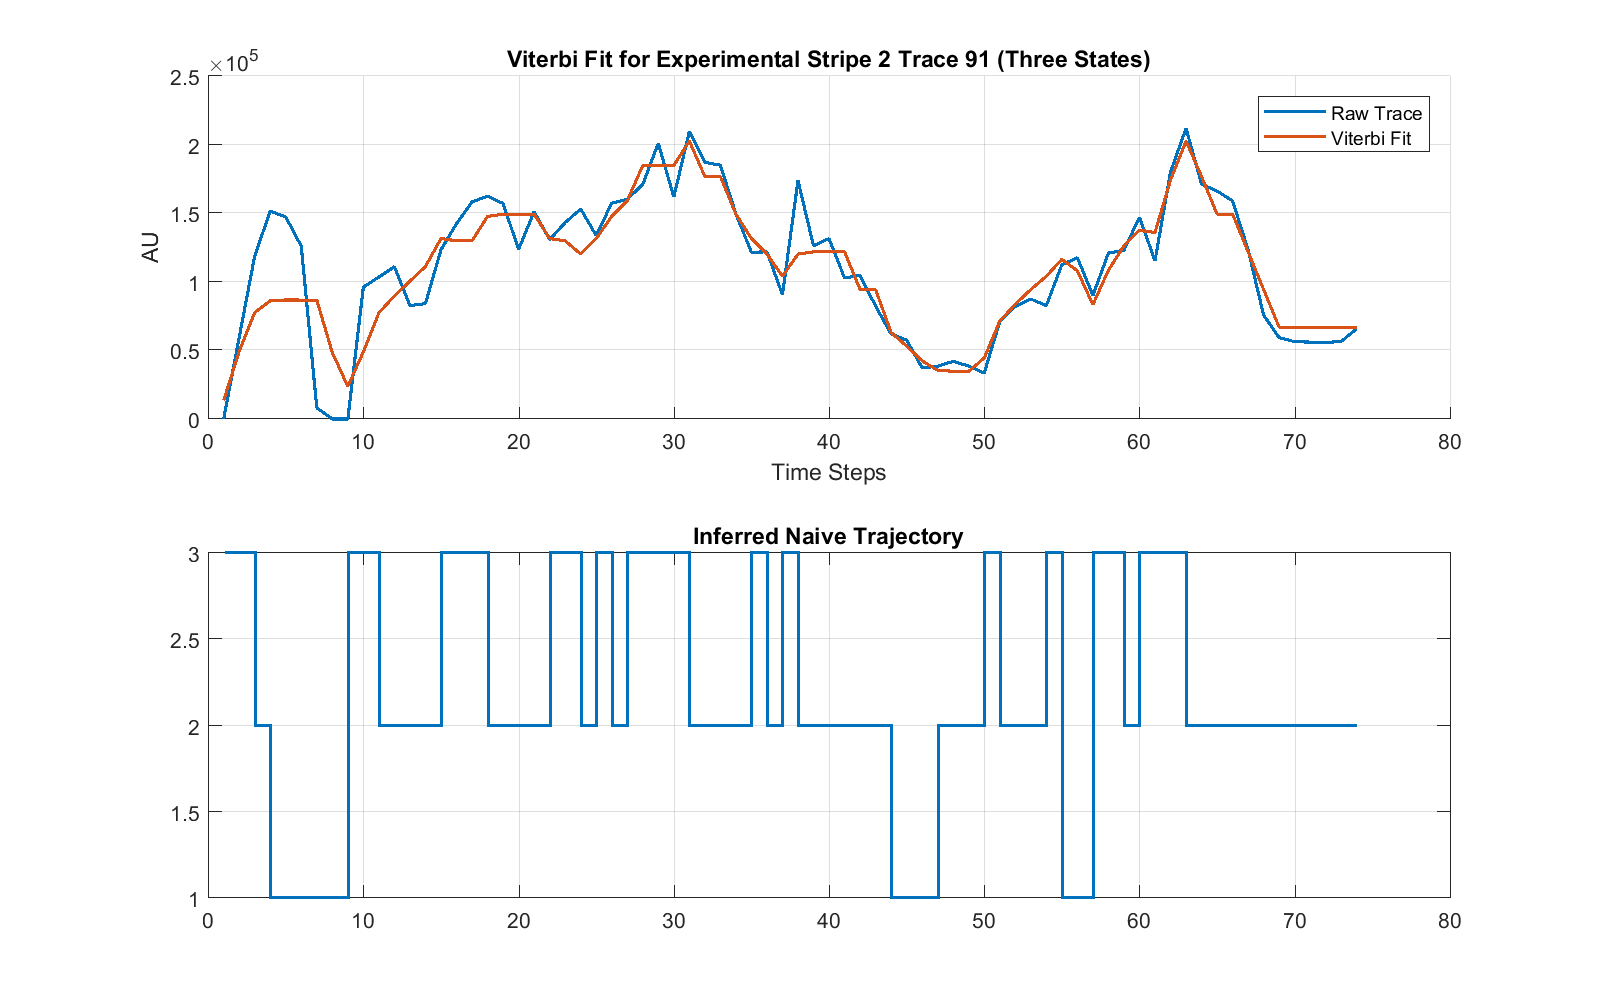 Viterbi Fit for Experimental Stripe 2 Trace 91 (Three States)
×10⁵
2.5
2
1.5
1
0.5
0
AU
Raw Trace
Viterbi Fit
0 10 20 30 40 50 60 70 80
Time Steps
Inferred Naive Trajectory
3
2.5
2
1.5
1
0 10 20 30 40 50 60 70 80